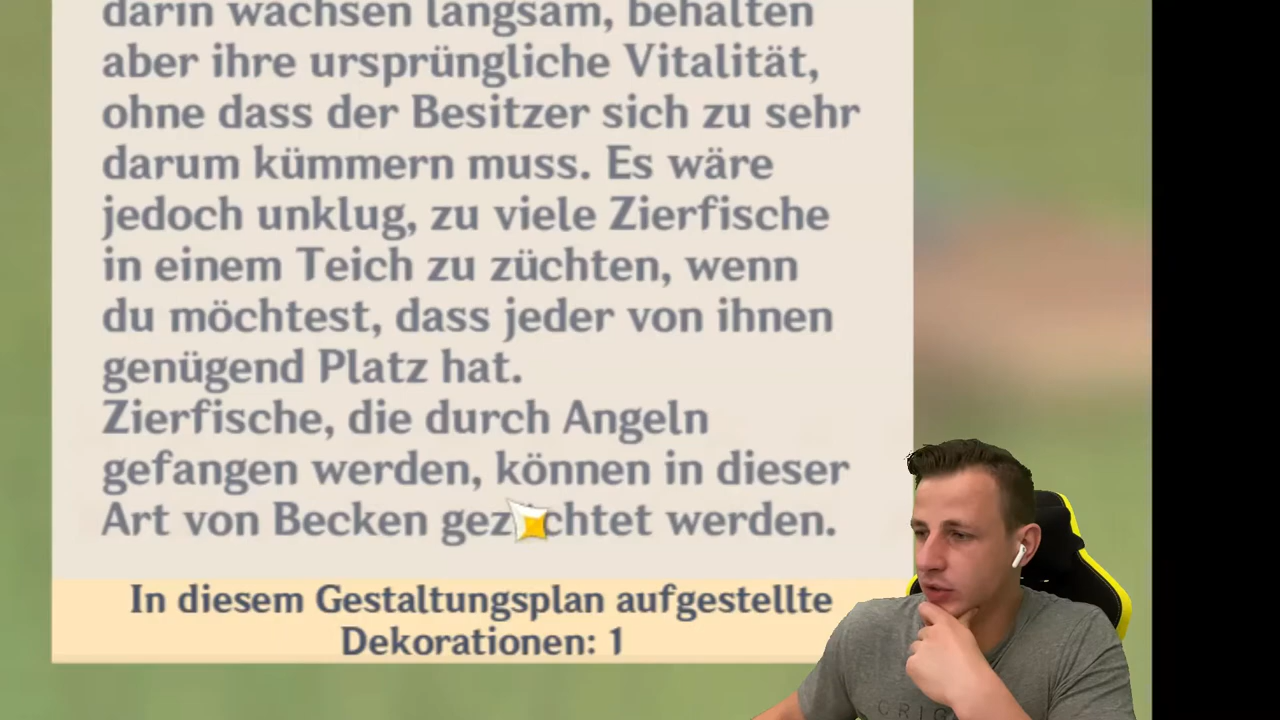 darin wachsen langsam, behalten
aber ihre ursprüngliche Vitalität,
ohne dass der Besitzer sich zu sehr
darum kümmern muss. Es wäre
jedoch unklug, zu viele Zierfische
in einem Teich zu züchten, wenn
du möchtest, dass jeder von ihnen
genügend Platz hat.
Zierfische, die durch Angeln
gefangen werden, können in dieser
Art von Becken gezüchtet werden.
In diesem Gestaltungsplan aufgestellte
Dekorationen: 1